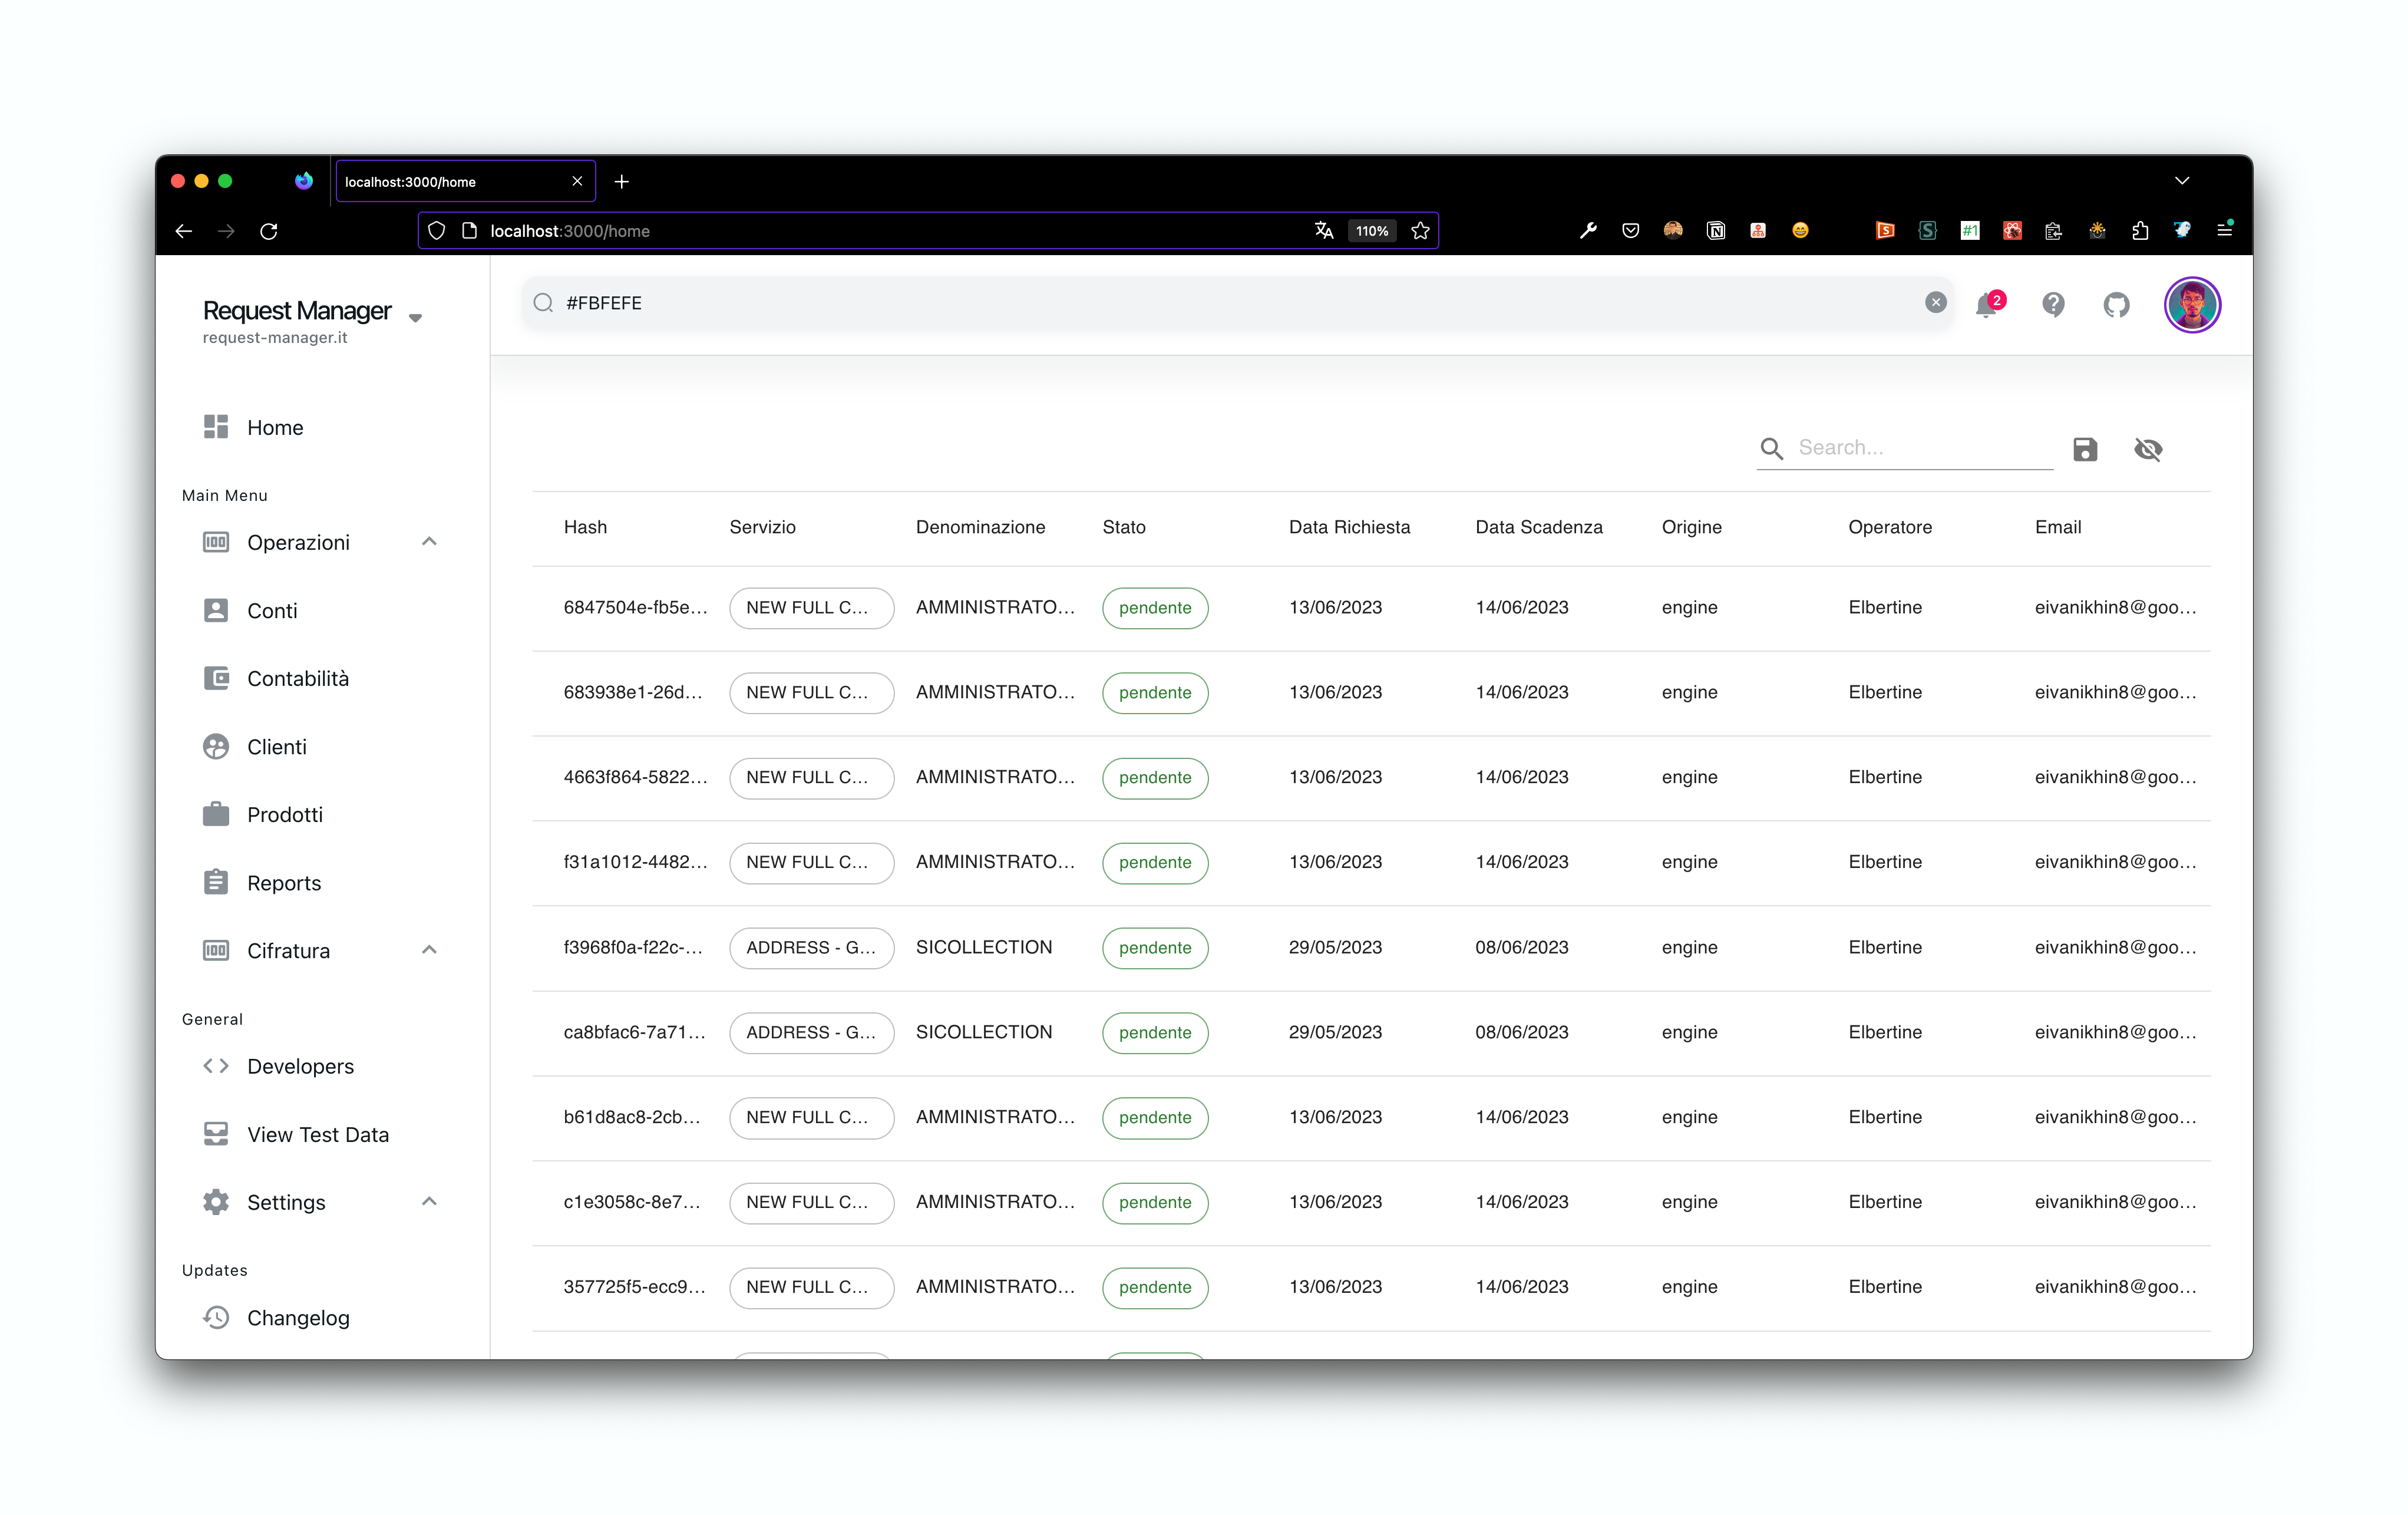 localhost:3000/home
localhost:3000/home
110%
Request Manager
request-manager.it
#FBFEFE
2
Home
Main Menu
Operazioni
Conti
Contabilità
Clienti
Prodotti
Reports
Cifratura
General
Developers
View Test Data
Settings
Updates
Changelog
Search...
Hash Servizio Denominazione Stato Data Richiesta Data Scadenza Origine Operatore Email
6847504e-fb5e... NEW FULL C... AMMINISTRATO... pendente 13/06/2023 14/06/2023 engine Elbertine eivanikhin8@goo...
683938e1-26d... NEW FULL C... AMMINISTRATO... pendente 13/06/2023 14/06/2023 engine Elbertine eivanikhin8@goo...
4663f864-5822... NEW FULL C... AMMINISTRATO... pendente 13/06/2023 14/06/2023 engine Elbertine eivanikhin8@goo...
f31a1012-4482... NEW FULL C... AMMINISTRATO... pendente 13/06/2023 14/06/2023 engine Elbertine eivanikhin8@goo...
f3968f0a-f22c-... ADDRESS - G... SICOLLECTION pendente 29/05/2023 08/06/2023 engine Elbertine eivanikhin8@goo...
ca8bfac6-7a71... ADDRESS - G... SICOLLECTION pendente 29/05/2023 08/06/2023 engine Elbertine eivanikhin8@goo...
b61d8ac8-2cb... NEW FULL C... AMMINISTRATO... pendente 13/06/2023 14/06/2023 engine Elbertine eivanikhin8@goo...
c1e3058c-8e7... NEW FULL C... AMMINISTRATO... pendente 13/06/2023 14/06/2023 engine Elbertine eivanikhin8@goo...
357725f5-ecc9... NEW FULL C... AMMINISTRATO... pendente 13/06/2023 14/06/2023 engine Elbertine eivanikhin8@goo...